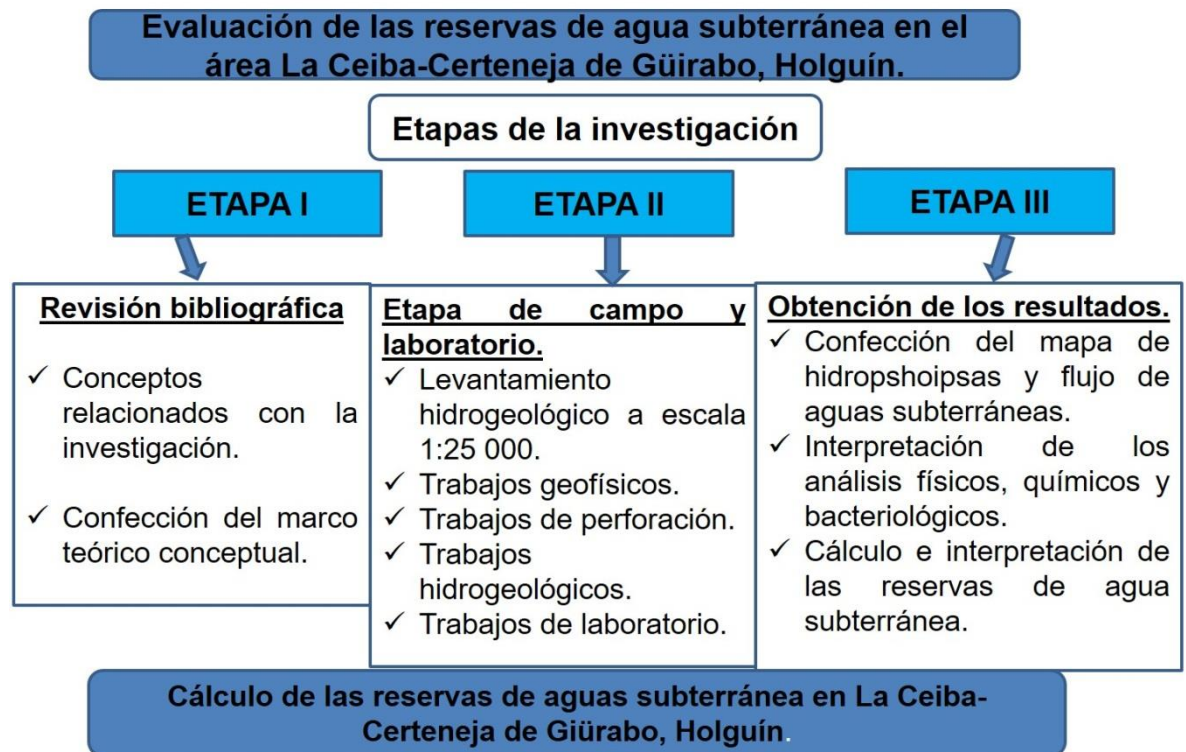 Evaluación de las reservas de agua subterránea en el
área La Ceiba-Certeneja de Güirabo, Holguín.
Etapas de la investigación
ETAPA I
ETAPA II
ETAPA III
Revisión bibliográfica
✓ Conceptos
relacionados con la
investigación.
✓ Confección del marco
teórico conceptual.
Etapa de campo y
laboratorio.
✓ Levantamiento
hidrogeológico a escala
1:25 000.
✓ Trabajos geofísicos.
✓ Trabajos de perforación.
✓ Trabajos
hidrogeológicos.
✓ Trabajos de laboratorio.
Obtención de los resultados.
✓ Confección del mapa de
hidropshoipsas y flujo de
aguas subterráneas.
✓ Interpretación de los
análisis físicos, químicos y
bacteriológicos.
✓ Cálculo e interpretación de
las reservas de agua
subterránea.
Cálculo de las reservas de aguas subterránea en La Ceiba-
Certeneja de Giürabo, Holguín.